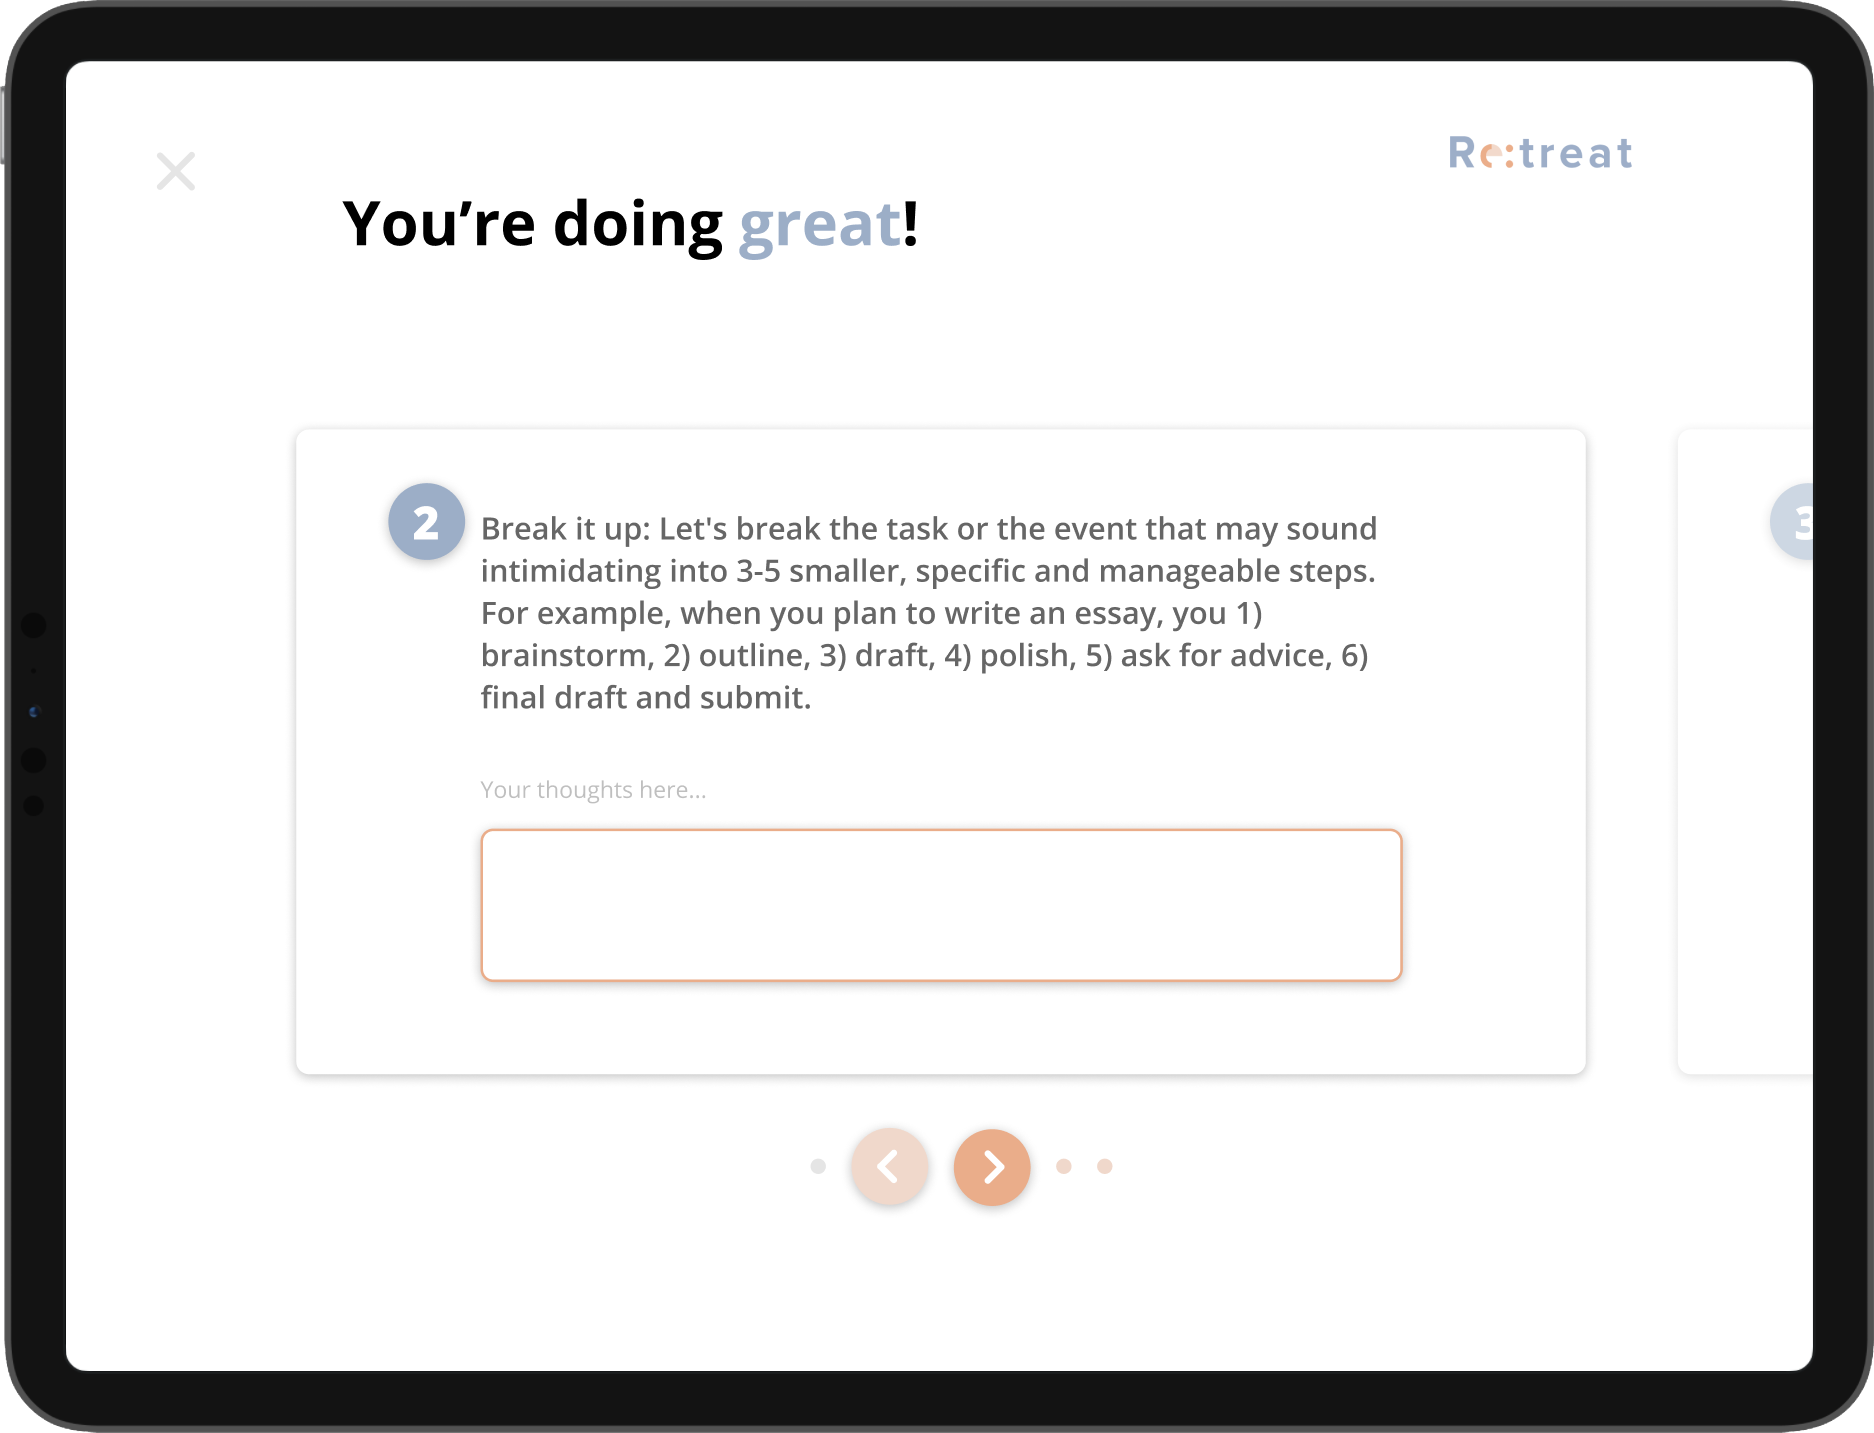 Re:treat
You’re doing great!
2
Break it up: Let's break the task or the event that may sound
intimidating into 3-5 smaller, specific and manageable steps.
For example, when you plan to write an essay, you 1)
brainstorm, 2) outline, 3) draft, 4) polish, 5) ask for advice, 6)
final draft and submit.
Your thoughts here...
3